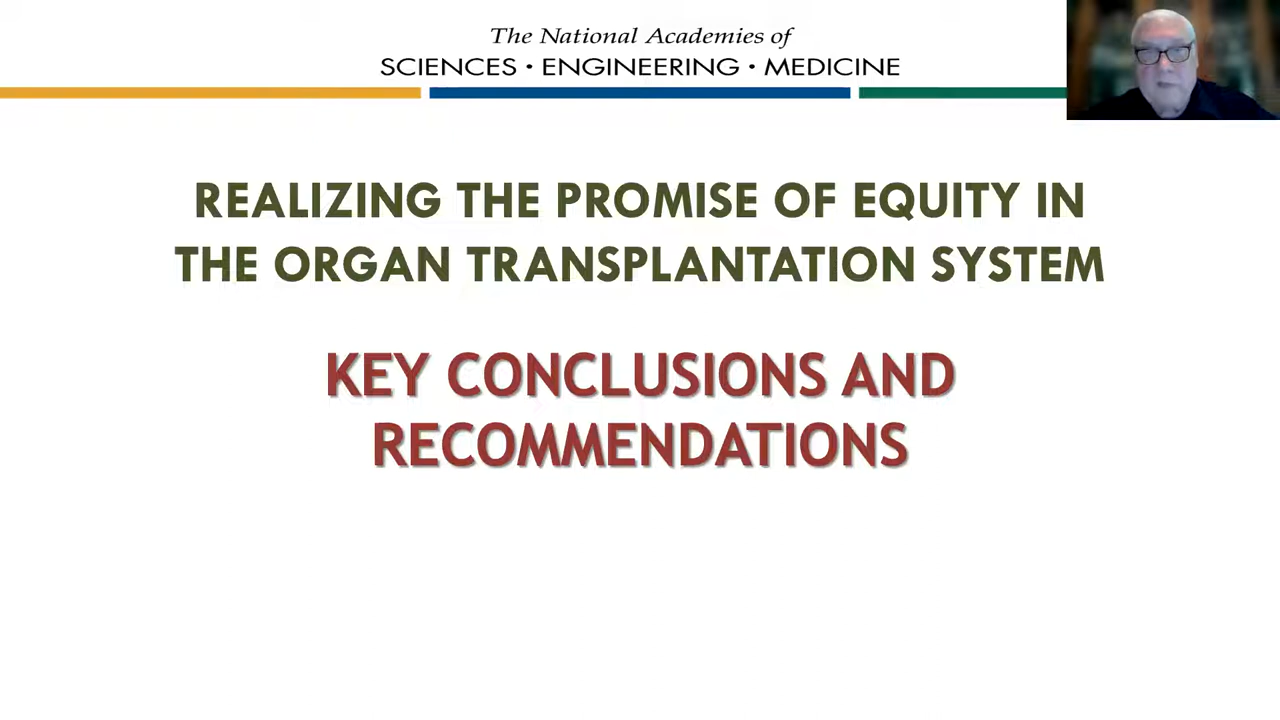 The National Academies of
SCIENCES • ENGINEERING • MEDICINE
REALIZING THE PROMISE OF EQUITY IN
THE ORGAN TRANSPLANTATION SYSTEM
KEY CONCLUSIONS AND
RECOMMENDATIONS